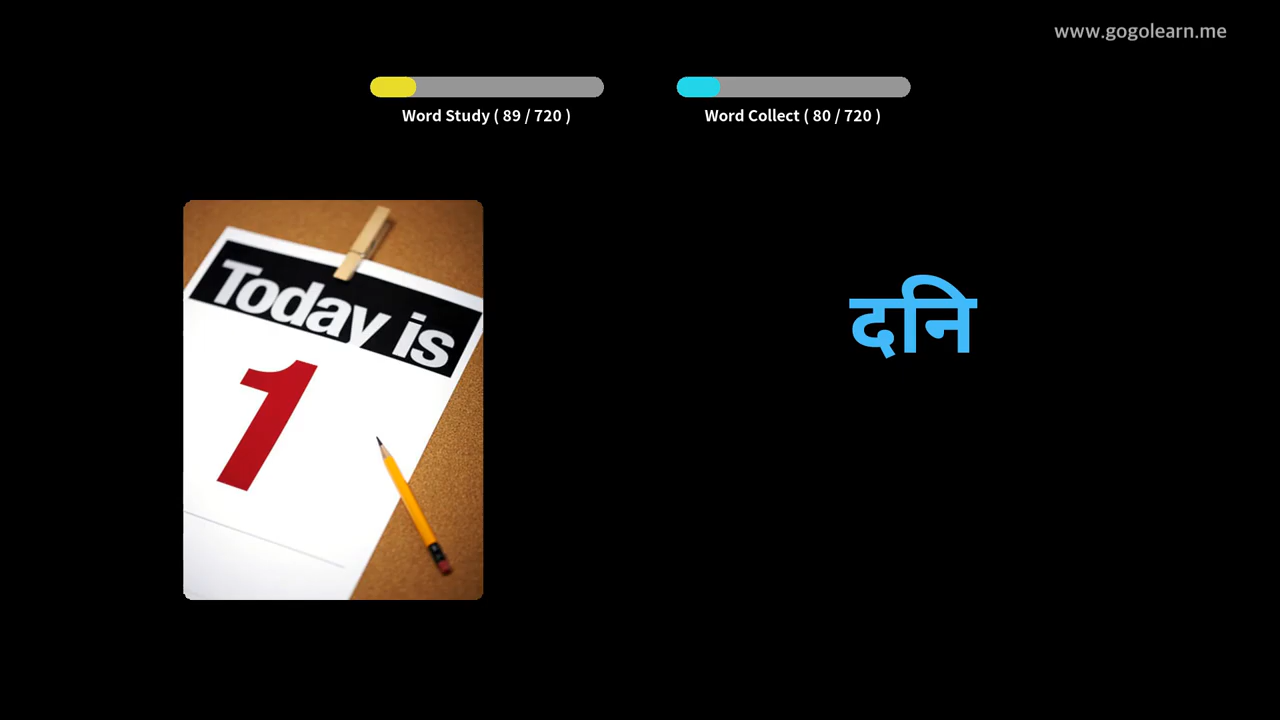 www.gogolearn.me
Word Study ( 89 / 720 )
Word Collect ( 80 / 720 )
Today is
1
दनि